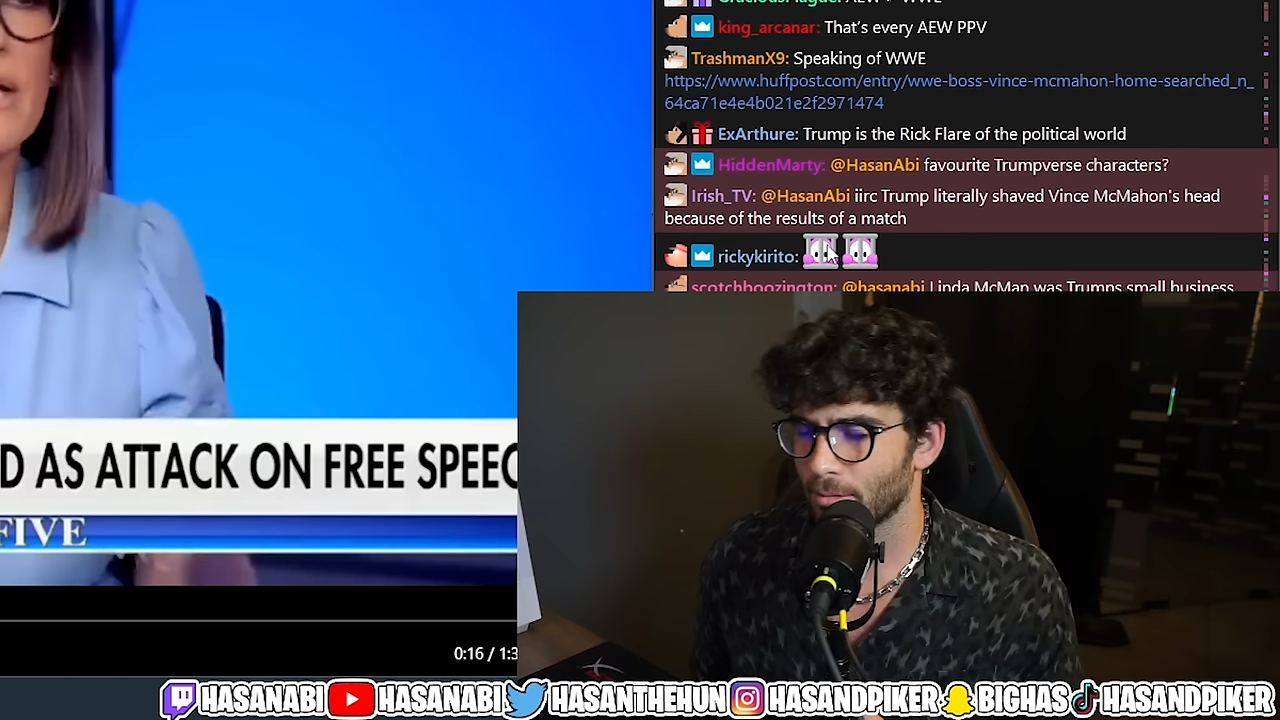 king_arcanar: That's every AEW PPV
TrashmanX9: Speaking of WWE
https://www.huffpost.com/entry/wwe-boss-vince-mcmahon-home-searched_n_
64ca71e4e4b021e2f2971474
ExArthure: Trump is the Rick Flare of the political world
HiddenMarty: @HasanAbi favourite Trumpverse characters?
Irish_TV: @HasanAbi iirc Trump literally shaved Vince McMahon's head
because of the results of a match
rickykirito:
scotchboozington: @hasanabi Linda McMan was Trumps small business
D AS ATTACK ON FREE SPEEC
FIVE
0:16 / 1:3
HASANABI HASANABI HASANTHEHUN HASANDPIKER BIGHAS HASANDPIKER